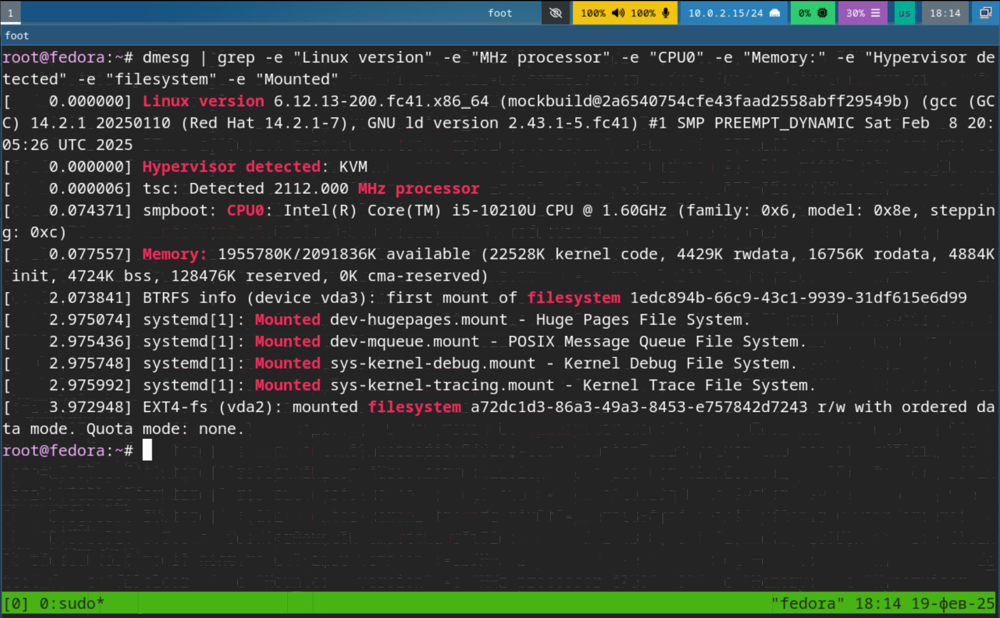 1 foot 100% 100% 10.0.2.15/24 0% 30% us 18:14
foot
root@fedora:~# dmesg | grep -e "Linux version" -e "MHz processor" -e "CPU0" -e "Memory:" -e "Hypervisor de
tected" -e "filesystem" -e "Mounted"
[    0.000000] Linux version 6.12.13-200.fc41.x86_64 (mockbuild@2a6540754cfe43faad2558abff29549b) (gcc (GC
C) 14.2.1 20250110 (Red Hat 14.2.1-7), GNU ld version 2.43.1-5.fc41) #1 SMP PREEMPT_DYNAMIC Sat Feb  8 20:
05:26 UTC 2025
[    0.000000] Hypervisor detected: KVM
[    0.000006] tsc: Detected 2112.000 MHz processor
[    0.074371] smpboot: CPU0: Intel(R) Core(TM) i5-10210U CPU @ 1.60GHz (family: 0x6, model: 0x8e, steppin
g: 0xc)
[    0.077557] Memory: 1955780K/2091836K available (22528K kernel code, 4429K rwdata, 16756K rodata, 4884K
 init, 4724K bss, 128476K reserved, 0K cma-reserved)
[    2.073841] BTRFS info (device vda3): first mount of filesystem 1edc894b-66c9-43c1-9939-31df615e6d99
[    2.975074] systemd[1]: Mounted dev-hugepages.mount - Huge Pages File System.
[    2.975436] systemd[1]: Mounted dev-mqueue.mount - POSIX Message Queue File System.
[    2.975748] systemd[1]: Mounted sys-kernel-debug.mount - Kernel Debug File System.
[    2.975992] systemd[1]: Mounted sys-kernel-tracing.mount - Kernel Trace File System.
[    3.972948] EXT4-fs (vda2): mounted filesystem a72dc1d3-86a3-49a3-8453-e757842d7243 r/w with ordered da
ta mode. Quota mode: none.
root@fedora:~#
[0] 0:sudo* "fedora" 18:14 19-фев-25